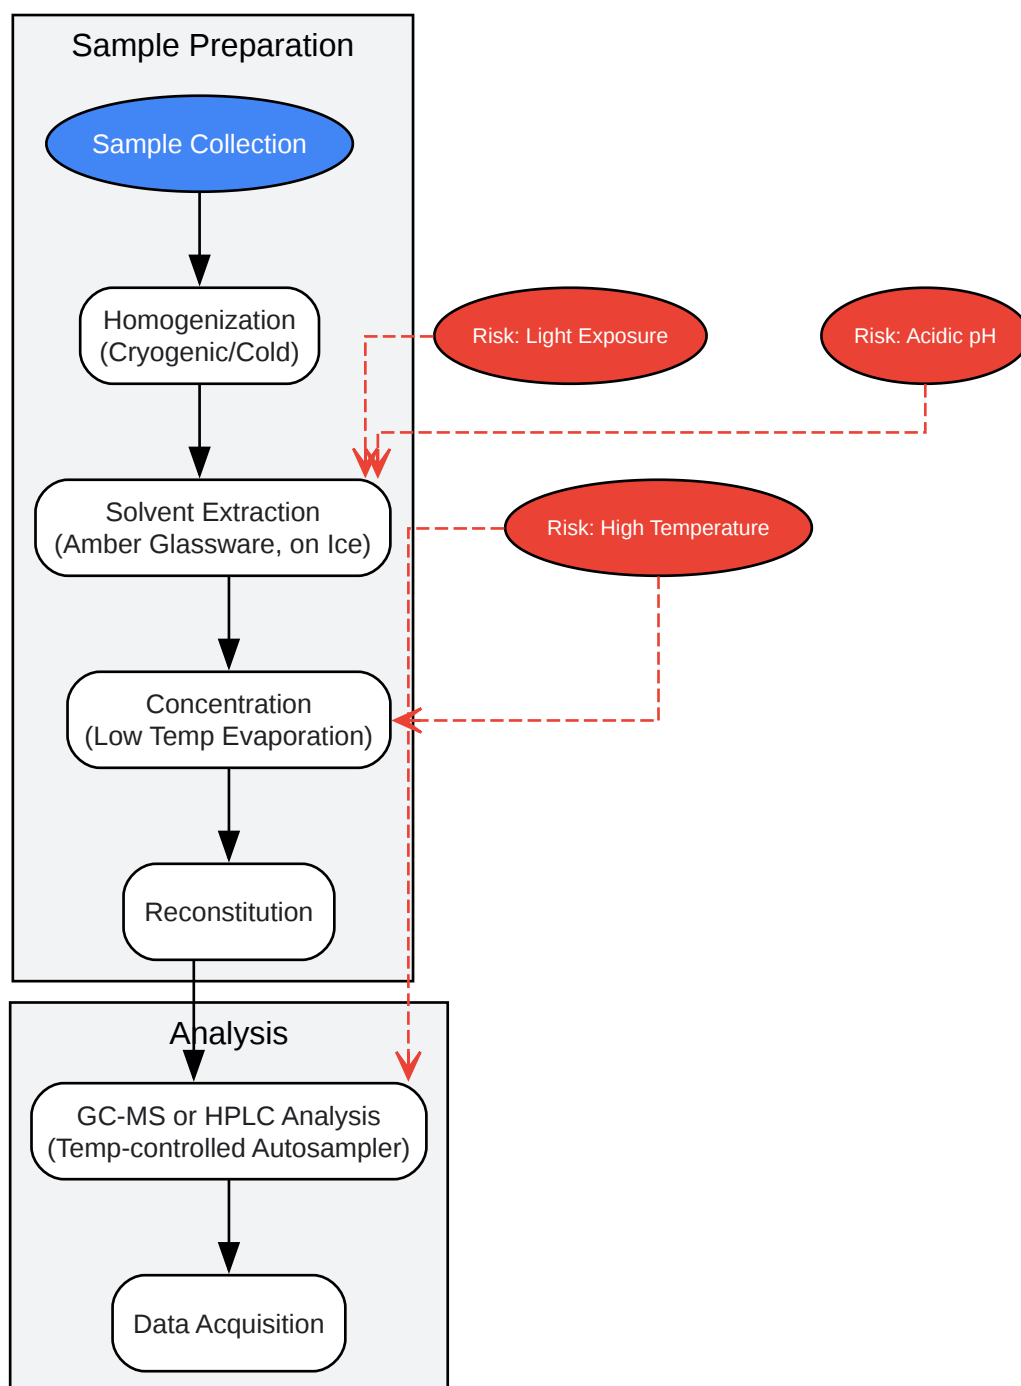 Sample Preparation
Sample Collection
Homogenization
(Cryogenic/Cold)
Risk: Light Exposure
Risk: Acidic pH
Solvent Extraction
(Amber Glassware, on Ice)
Risk: High Temperature
Concentration
(Low Temp Evaporation)
Reconstitution
Analysis
GC-MS or HPLC Analysis
(Temp-controlled Autosampler)
Data Acquisition